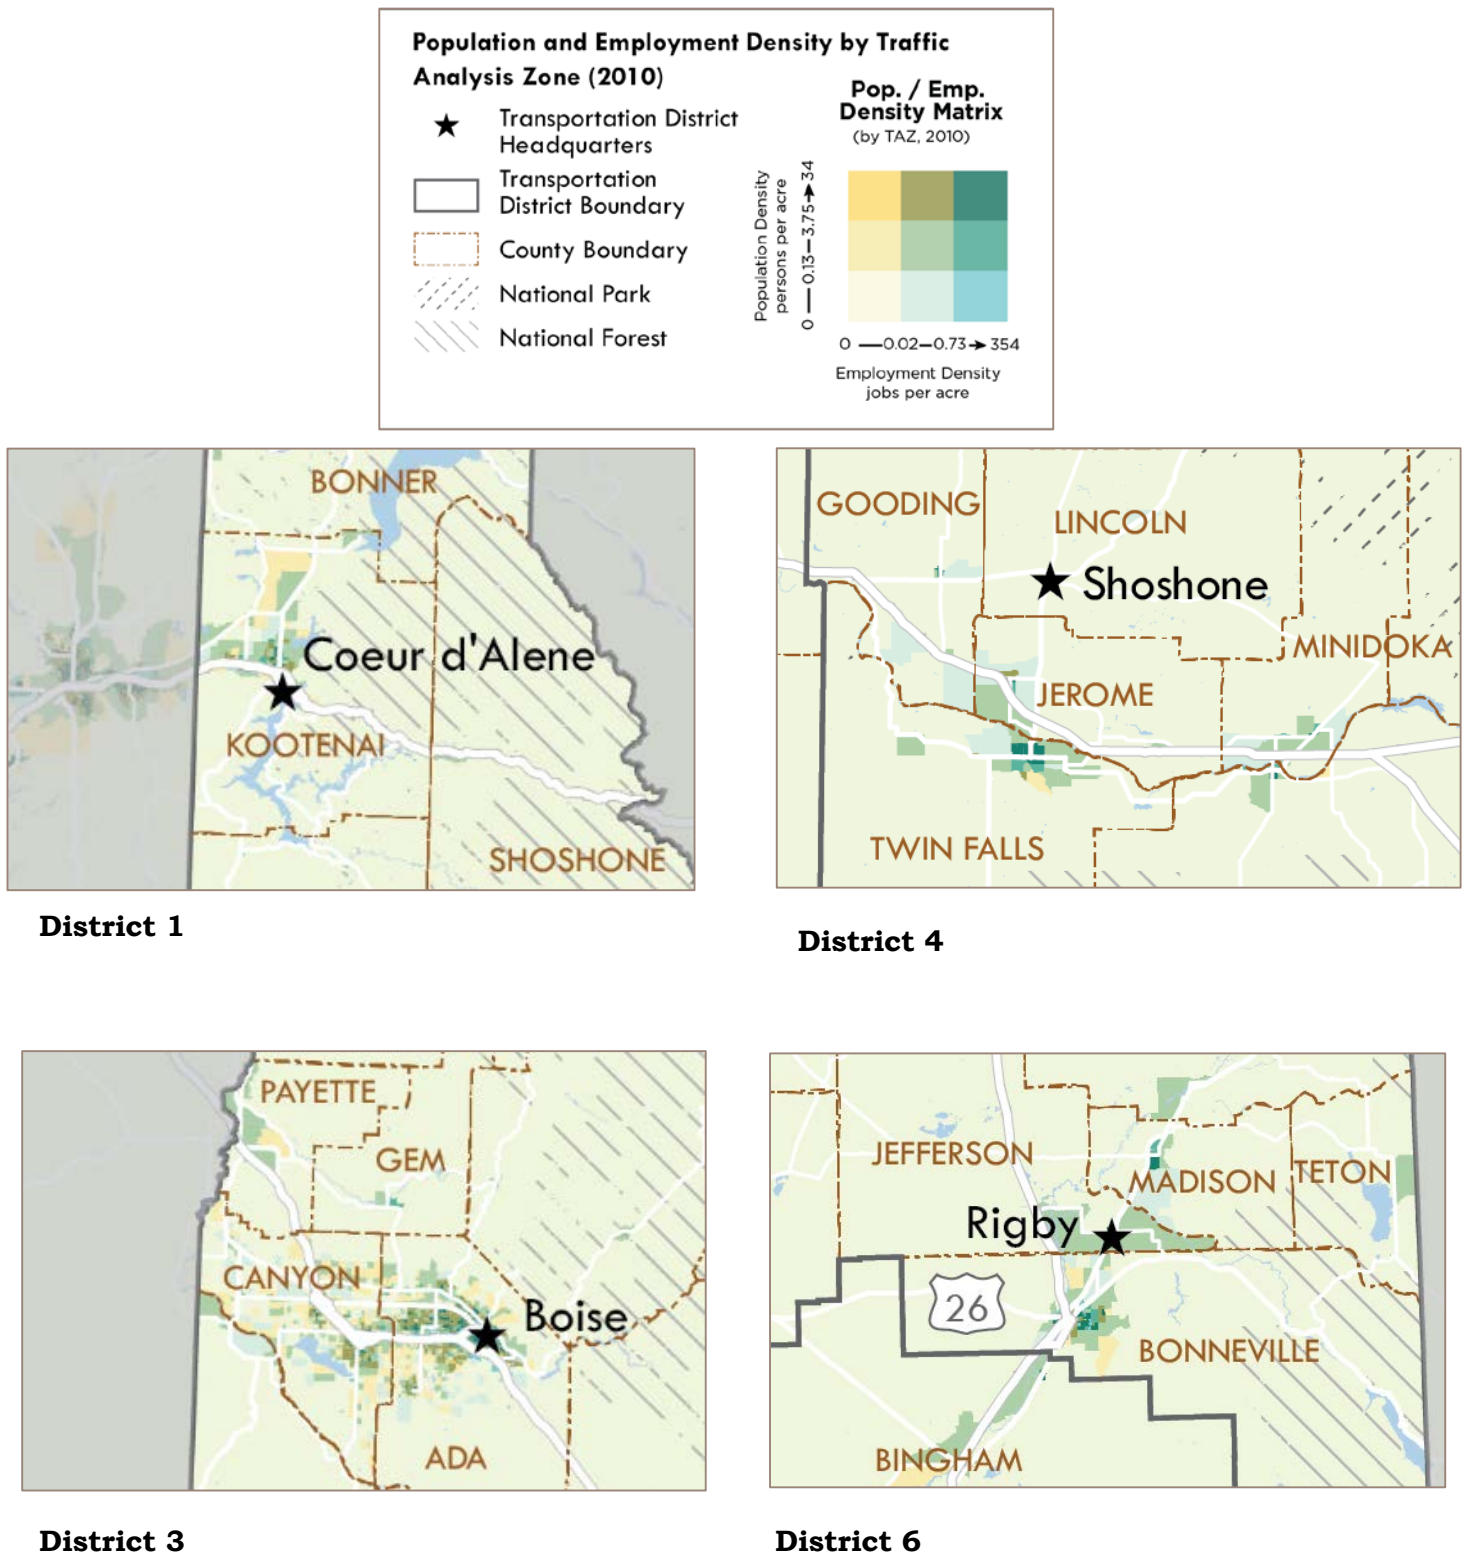 Population and Employment Density by Traffic
Analysis Zone (2010)
Transportation District
Headquarters
Transportation
District Boundary
County Boundary
National Park
National Forest
Pop. / Emp.
Density Matrix
(by TAZ, 2010)
Population Density
persons per acre
0 — 0.13 — 3.75 → 34
0 — 0.02 — 0.73 → 354
Employment Density
jobs per acre
BONNER
Coeur d'Alene
KOOTENAI
SHOSHONE
District 1
GOODING
LINCOLN
Shoshone
MINIDOKA
JEROME
TWIN FALLS
District 4
PAYETTE
GEM
CANYON
Boise
ADA
District 3
JEFFERSON
MADISON
TETON
Rigby
26
BONNEVILLE
BINGHAM
District 6